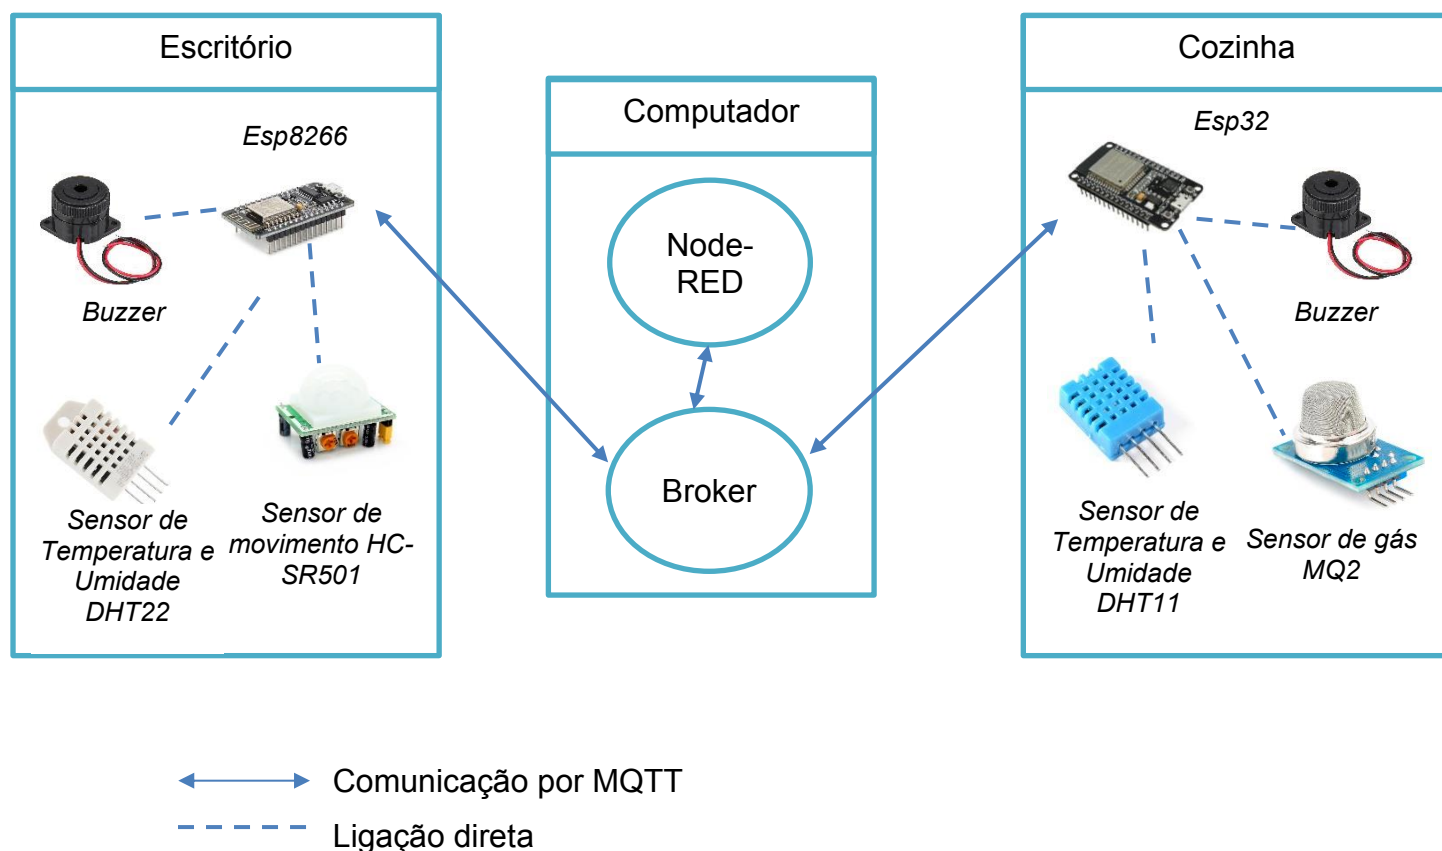 Escritório
Esp8266
Buzzer
Sensor de
Temperatura e
Umidade
DHT22
Sensor de
movimento HC-
SR501
Computador
Node-
RED
Broker
Cozinha
Esp32
Buzzer
Sensor de
Temperatura e
Umidade
DHT11
Sensor de gás
MQ2
Comunicação por MQTT
Ligação direta